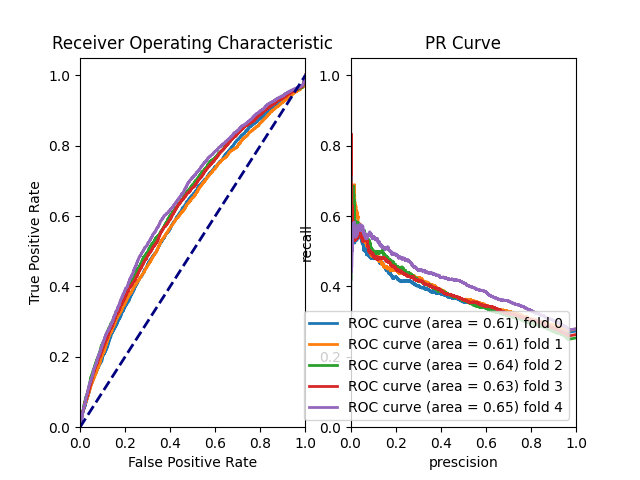 Receiver Operating Characteristic
PR Curve
1.0
0.8
0.6
0.4
0.2
0.0
True Positive Rate
0.0 0.2 0.4 0.6 0.8 1.0
False Positive Rate
1.0
0.8
0.6
0.4
0.2
0.0
recall
0.0 0.2 0.4 0.6 0.8 1.0
prescision
ROC curve (area = 0.61) fold 0
ROC curve (area = 0.61) fold 1
ROC curve (area = 0.64) fold 2
ROC curve (area = 0.63) fold 3
ROC curve (area = 0.65) fold 4